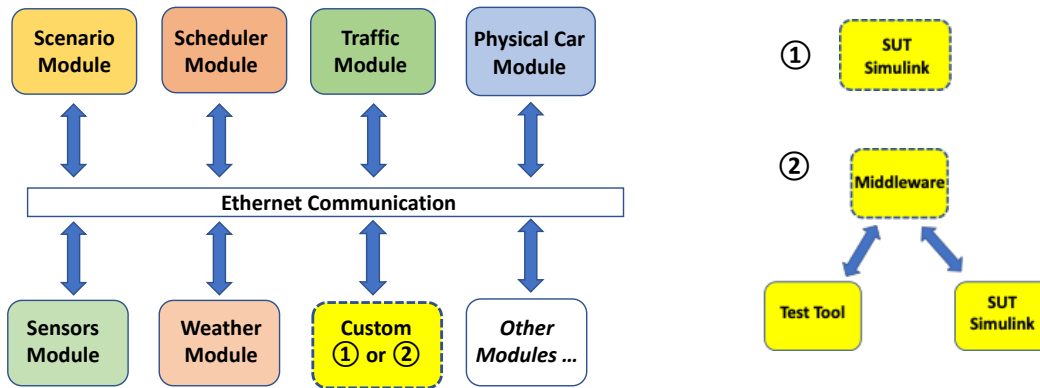 Scenario
Module
Scheduler
Module
Traffic
Module
Physical Car
Module
Ethernet Communication
Sensors
Module
Weather
Module
Custom
① or ②
Other
Modules ...
①
SUT
Simulink
②
Middleware
Test Tool
SUT
Simulink